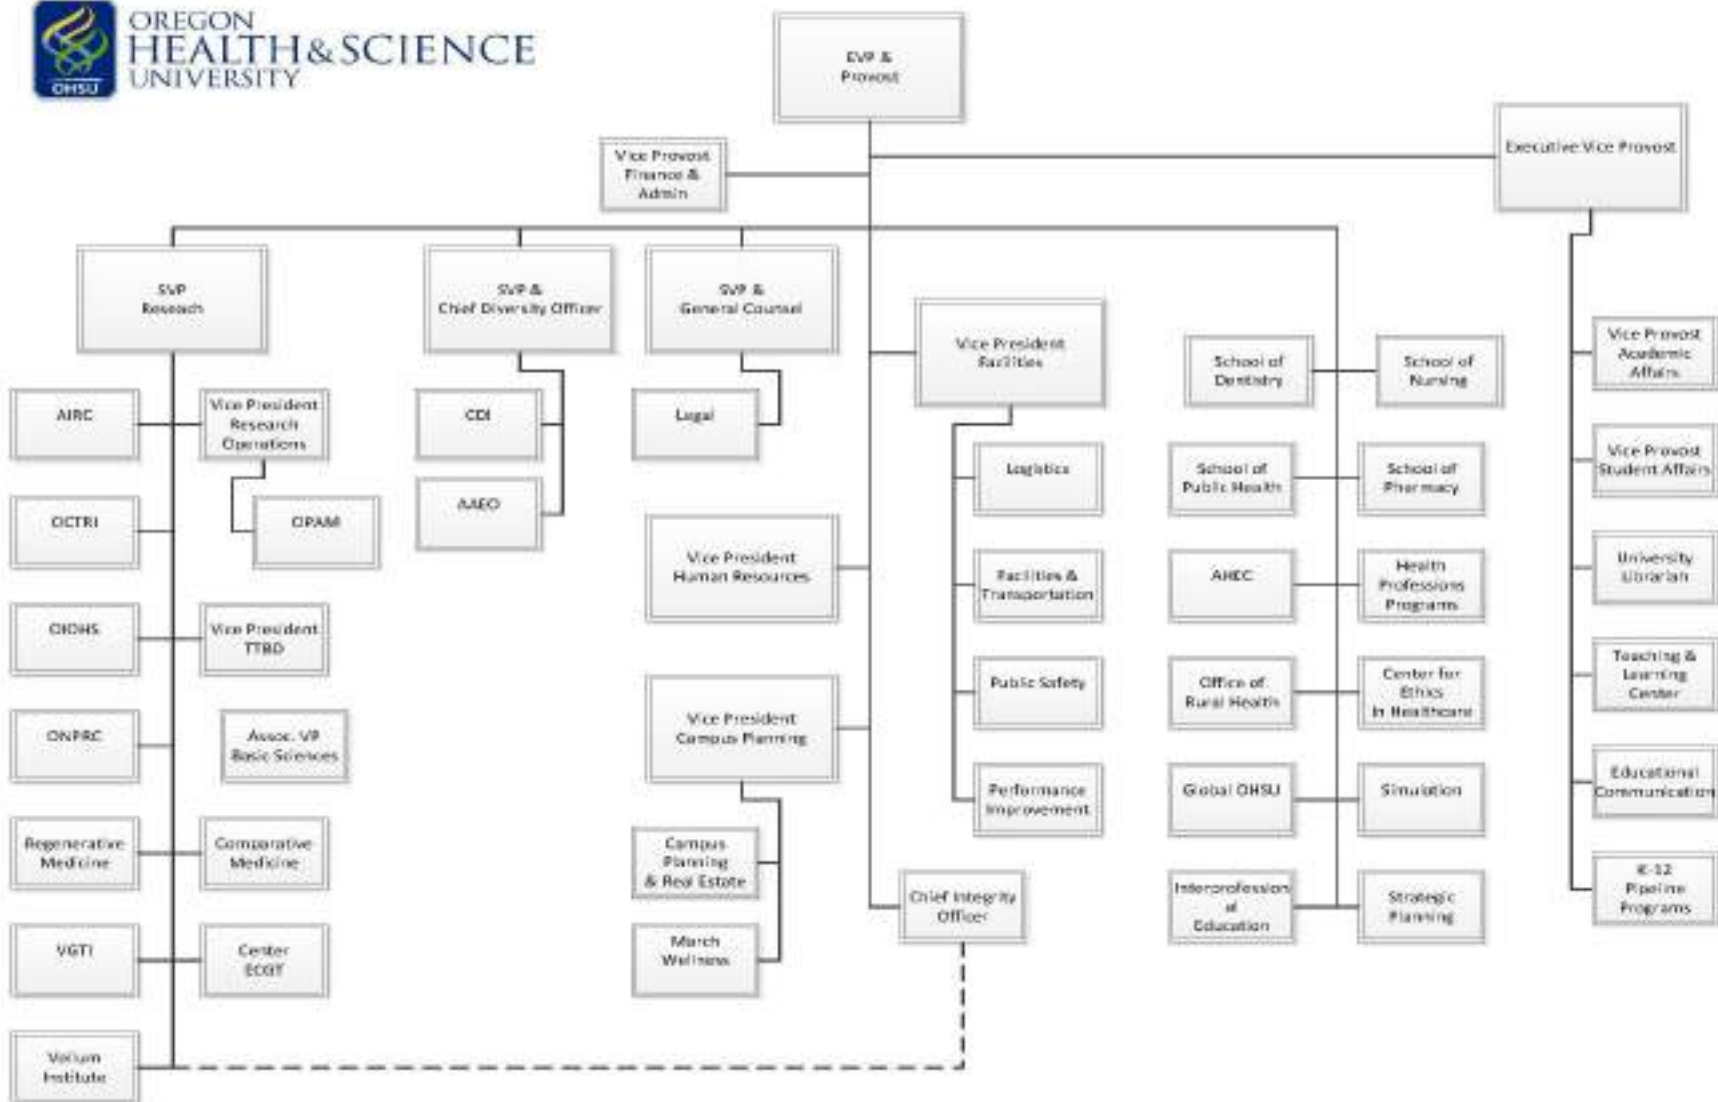 OREGON
HEALTH&SCIENCE
UNIVERSITY
OHSU
EVP &
Provost
Executive Vice Provost
Vice Provost
Finance &
Admin
SVP
Reseach
SVP &
Chief Diversity Officer
SVP &
General Counsel
Vice President
Facilities
School of
Dentistry
School of
Nursing
Vice Provost
Academic
Affairs
AIRC
Vice President
Research
Operations
CDI
Legal
Logistics
School of
Public Health
School of
Pharmacy
Vice Provost
Student Affairs
OCTRI
OPAM
AAEO
Vice President
Human Resources
Facilities &
Transportation
AHEC
Health
Professions
Programs
University
Librarian
OIOHS
Vice President
TTBD
Public Safety
Office of
Rural Health
Center for
Ethics
In Healthcare
Teaching &
Learning
Center
ONPRC
Assoc. VP
Basic Sciences
Vice President
Campus Planning
Performance
Improvement
Global OHSU
Simulation
Educational
Communication
Regenerative
Medicine
Comparative
Medicine
Campus
Planning
& Real Estate
Chief Integrity
Officer
Interprofession
al
Education
Strategic
Planning
K-12
Pipeline
Programs
VGTI
Center
March
Wellness
Institute